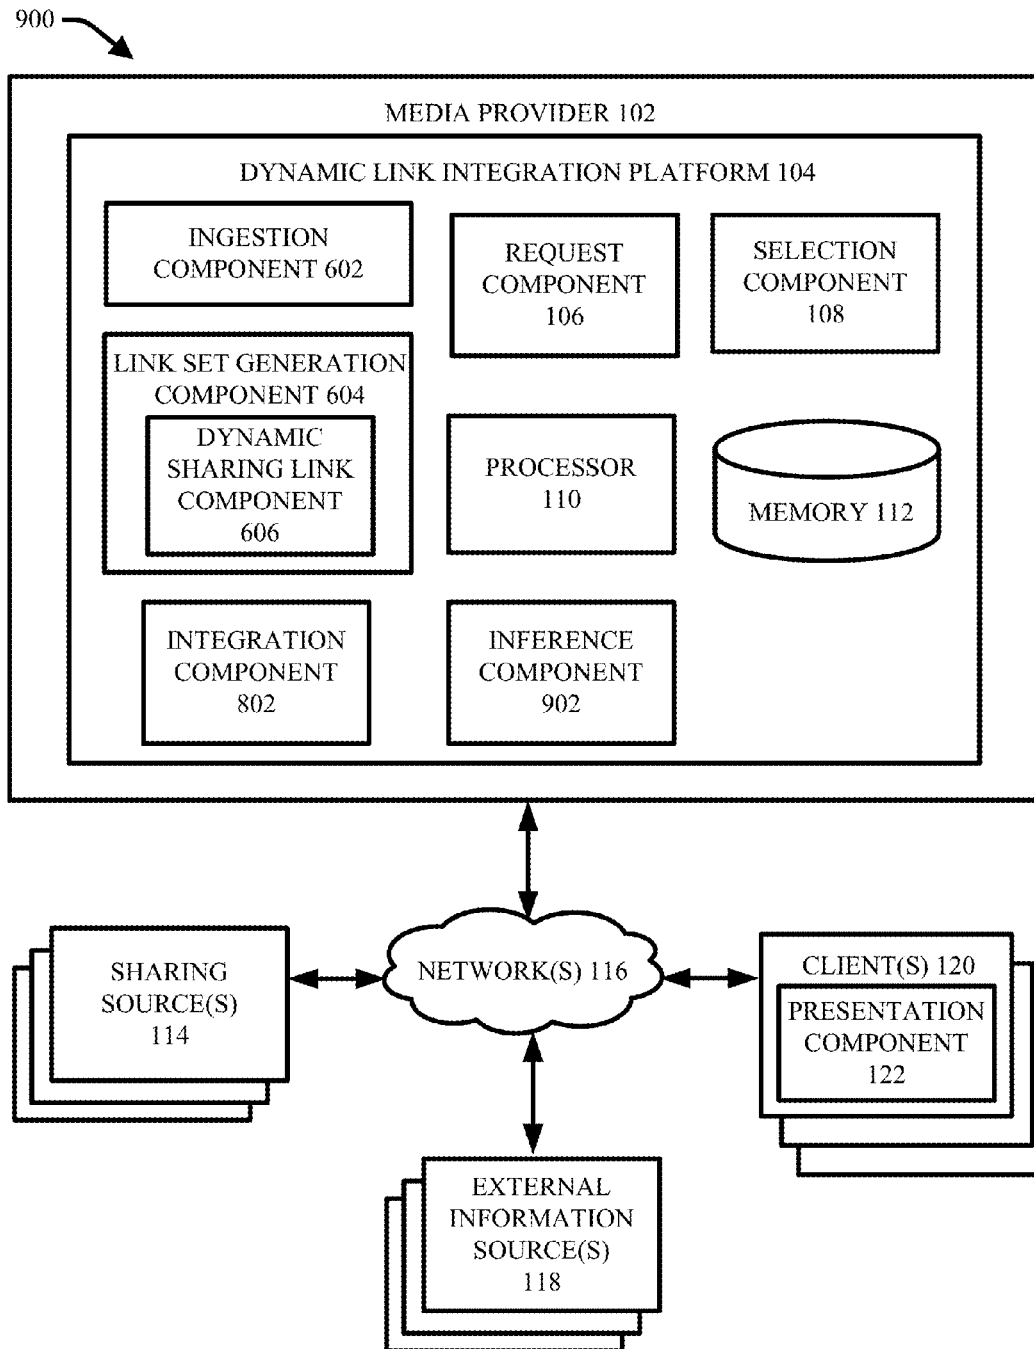 900
MEDIA PROVIDER 102
DYNAMIC LINK INTEGRATION PLATFORM 104
INGESTION
COMPONENT 602
REQUEST
COMPONENT
106
SELECTION
COMPONENT
108
LINK SET GENERATION
COMPONENT 604
DYNAMIC
SHARING LINK
COMPONENT
606
PROCESSOR
110
MEMORY 112
INTEGRATION
COMPONENT
802
INFERENCE
COMPONENT
902
SHARING
SOURCE(S)
114
NETWORK(S) 116
CLIENT(S) 120
PRESENTATION
COMPONENT
122
EXTERNAL
INFORMATION
SOURCE(S)
118